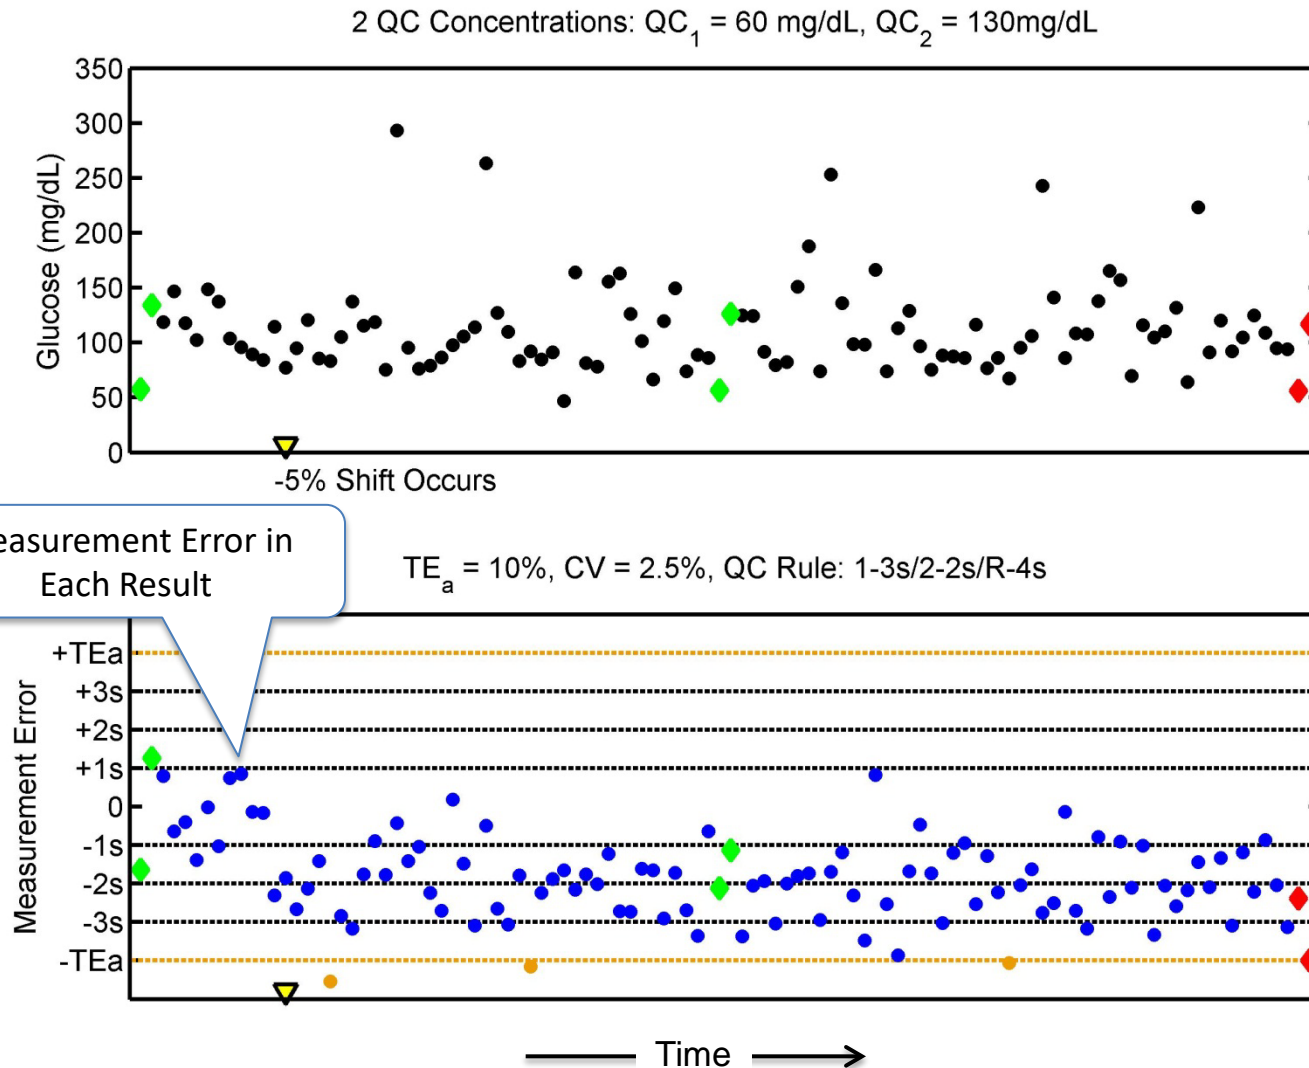 2 QC Concentrations: QC1 = 60 mg/dL, QC2 = 130mg/dL
Glucose (mg/dL)
350
300
250
200
150
100
50
0
-5% Shift Occurs
Error in
Each Result
TEa = 10%, CV = 2.5%, QC Rule: 1-3s/2-2s/R-4s
Measurement Error
+TEa
+3s
+2s
+1s
0
-1s
-2s
-3s
-TEa
Time